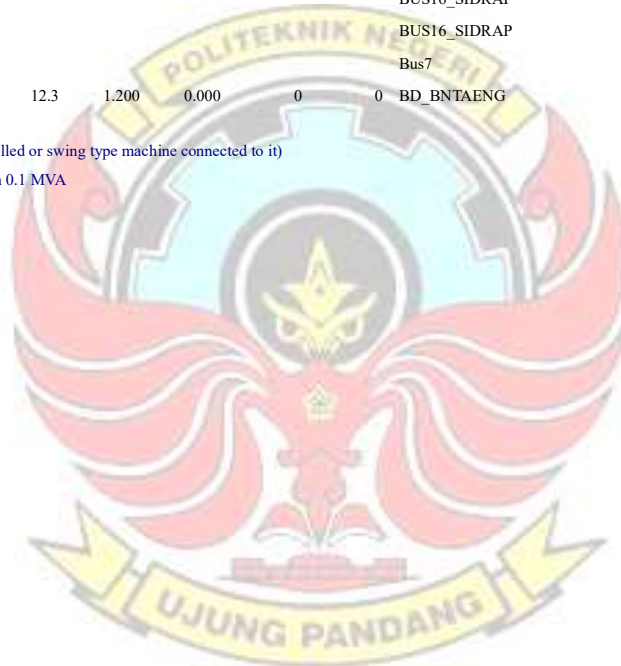 BUS16_SIDRAP
BUS16_SIDRAP
POLITEKNIK NEGERI
Bus7
12.3 1.200 0.000 0 0 BD_BNTAENG
lled or swing type machine connected to it)
0.1 MVA
UJUNG PANDANG